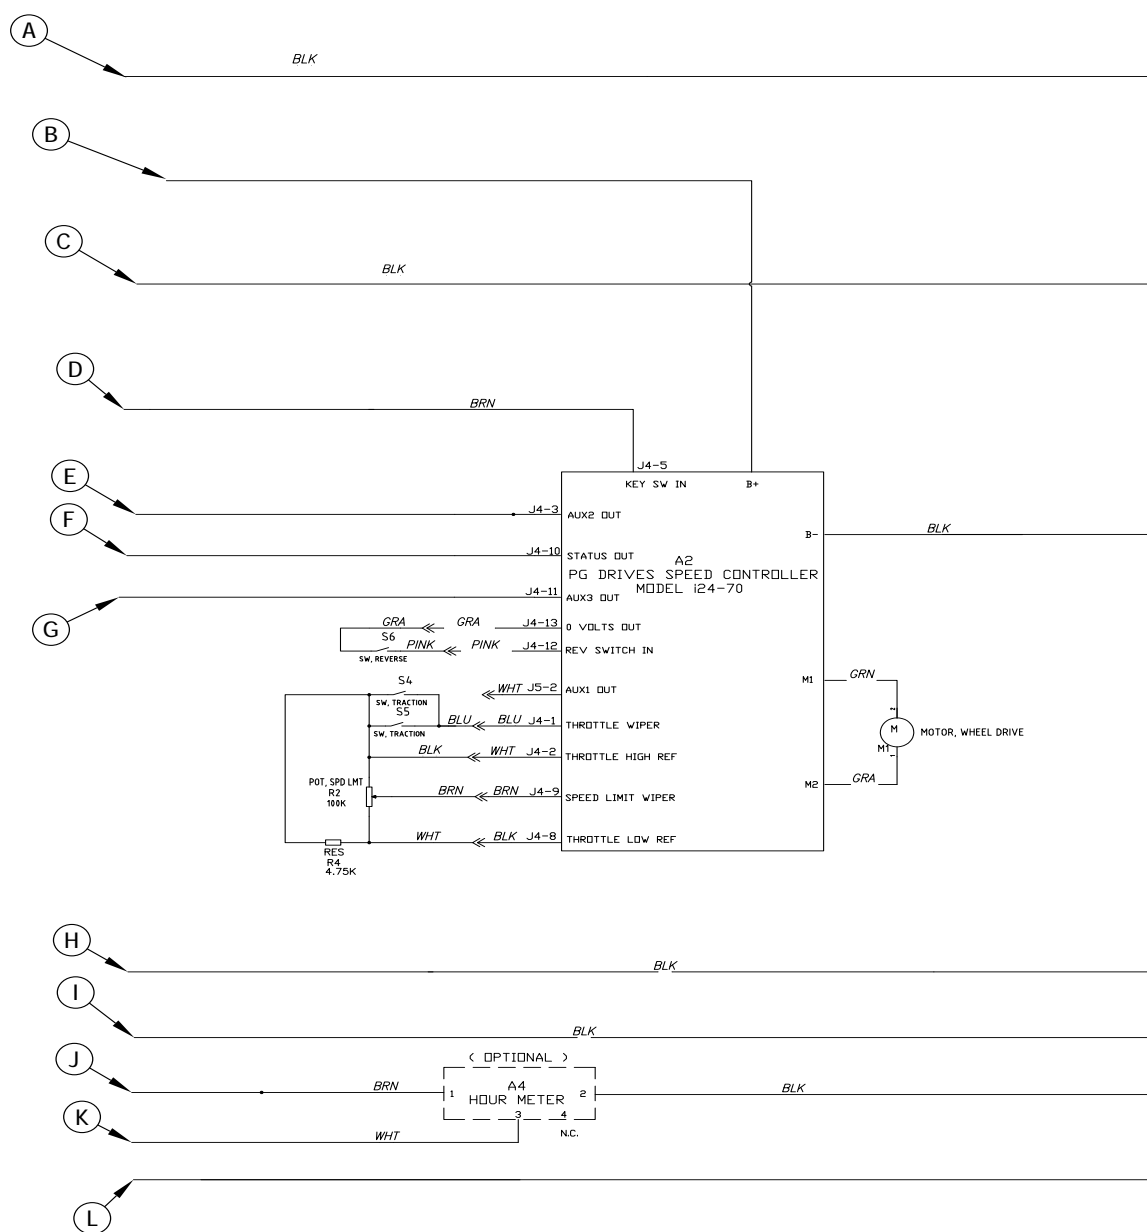 A
BLK
B
C
BLK
D
BRN
J4-5
KEY SW IN
B+
E
J4-3
AUX2 OUT
F
B-
BLK
J4-10
STATUS OUT
A2
PG DRIVES SPEED CONTROLLER
MODEL i24-70
G
J4-11
AUX3 OUT
GRA
GRA
J4-13
0 VOLTS OUT
S6
PINK
PINK
J4-12
REV SWITCH IN
SW, REVERSE
S4
WHT
J5-2
AUX1 OUT
M1
GRN
SW, TRACTION
S5
BLU
BLU
J4-1
THROTTLE WIPER
SW, TRACTION
2
M
M1
1
MOTOR, WHEEL DRIVE
BLK
WHT
J4-2
THROTTLE HIGH REF
POT, SPD LMT
R2
100K
BRN
BRN
J4-9
SPEED LIMIT WIPER
M2
GRA
WHT
BLK
J4-8
THROTTLE LOW REF
RES
R4
4.75K
H
BLK
I
BLK
( OPTIONAL )
J
BRN
1
A4
HOUR METER
2
BLK
3
4
N.C.
K
WHT
L